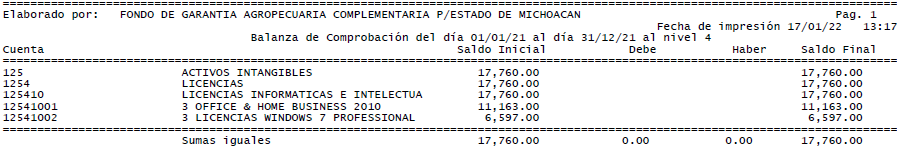 ================================================================================
Elaborado por:   FONDO DE GARANTIA AGROPECUARIA COMPLEMENTARIA P/ESTADO DE MICHOACAN   Pag. 1
Fecha de impresión 17/01/22   13:17
Balanza de Comprobación del día 01/01/21 al día 31/12/21 al nivel 4
Cuenta   Saldo Inicial   Debe   Haber   Saldo Final
================================================================================
125   ACTIVOS INTANGIBLES   17,760.00   17,760.00
1254   LICENCIAS   17,760.00   17,760.00
125410   LICENCIAS INFORMATICAS E INTELECTUA   17,760.00   17,760.00
12541001   3 OFFICE & HOME BUSINESS 2010   11,163.00   11,163.00
12541002   3 LICENCIAS WINDOWS 7 PROFESSIONAL   6,597.00   6,597.00
================================================================================
Sumas iguales   17,760.00   0.00   0.00   17,760.00